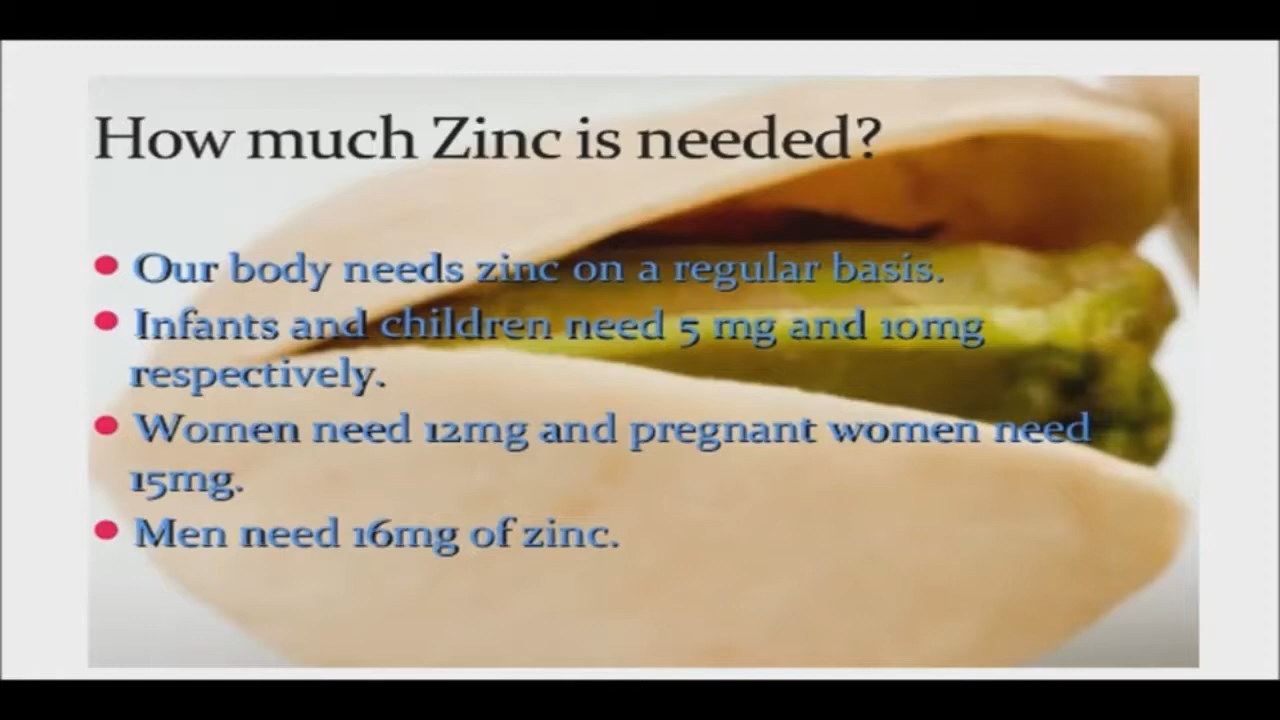 How much Zinc is needed?
• Our body needs zinc on a regular basis.
• Infants and children need 5 mg and 10mg
respectively.
• Women need 12mg and pregnant women need
15mg.
• Men need 16mg of zinc.